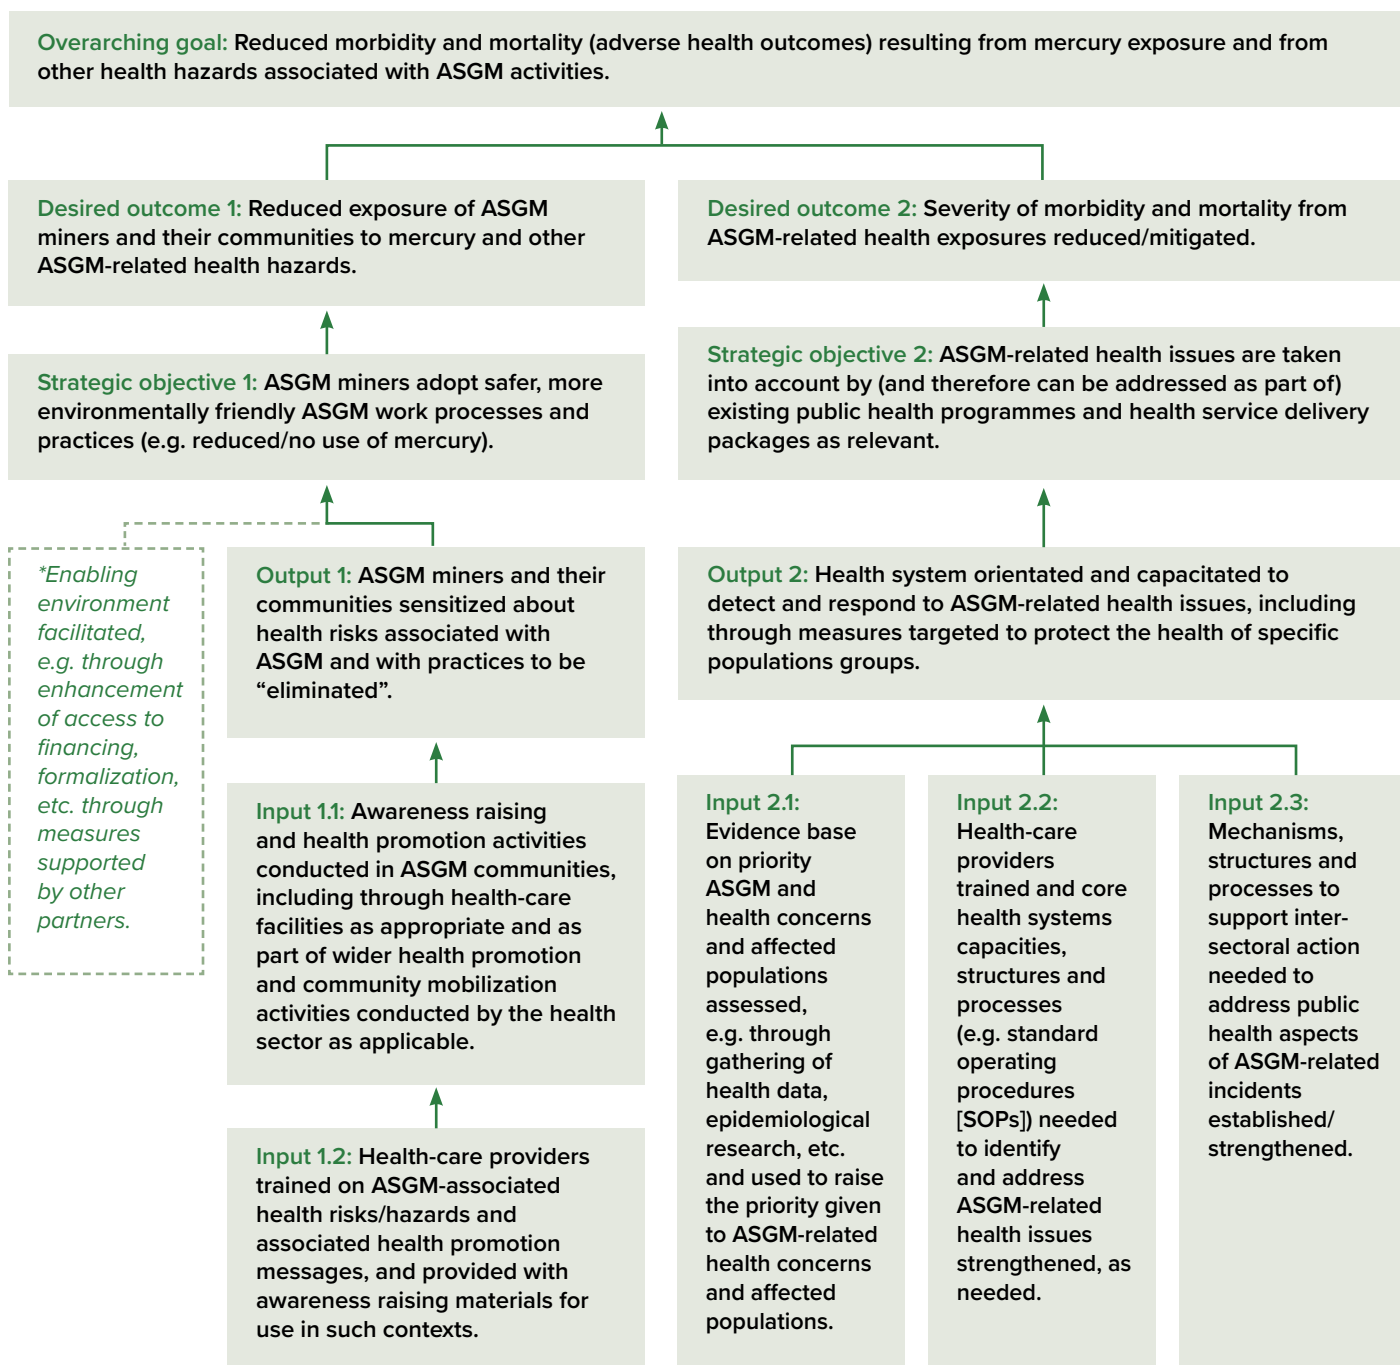 Overarching goal: Reduced morbidity and mortality (adverse health outcomes) resulting from mercury exposure and from
other health hazards associated with ASGM activities.
Desired outcome 1: Reduced exposure of ASGM
miners and their communities to mercury and other
ASGM-related health hazards.
Desired outcome 2: Severity of morbidity and mortality from
ASGM-related health exposures reduced/mitigated.
Strategic objective 1: ASGM miners adopt safer, more
environmentally friendly ASGM work processes and
practices (e.g. reduced/no use of mercury).
Strategic objective 2: ASGM-related health issues are taken
into account by (and therefore can be addressed as part of)
existing public health programmes and health service delivery
packages as relevant.
*Enabling
environment
facilitated,
e.g. through
enhancement
of access to
financing,
formalization,
etc. through
measures
supported
by other
partners.
Output 1: ASGM miners and their
communities sensitized about
health risks associated with
ASGM and with practices to be
“eliminated”.
Output 2: Health system orientated and capacitated to
detect and respond to ASGM-related health issues, including
through measures targeted to protect the health of specific
populations groups.
Input 1.1: Awareness raising
and health promotion activities
conducted in ASGM communities,
including through health-care
facilities as appropriate and as
part of wider health promotion
and community mobilization
activities conducted by the health
sector as applicable.
Input 1.2: Health-care providers
trained on ASGM-associated
health risks/hazards and
associated health promotion
messages, and provided with
awareness raising materials for
use in such contexts.
Input 2.1:
Evidence base
on priority
ASGM and
health concerns
and affected
populations
assessed,
e.g. through
gathering of
health data,
epidemiological
research, etc.
and used to raise
the priority given
to ASGM-related
health concerns
and affected
populations.
Input 2.2:
Health-care
providers
trained and core
health systems
capacities,
structures and
processes
(e.g. standard
operating
procedures
[SOPs]) needed
to identify
and address
ASGM-related
health issues
strengthened, as
needed.
Input 2.3:
Mechanisms,
structures and
processes to
support inter-
sectoral action
needed to
address public
health aspects
of ASGM-related
incidents
established/
strengthened.